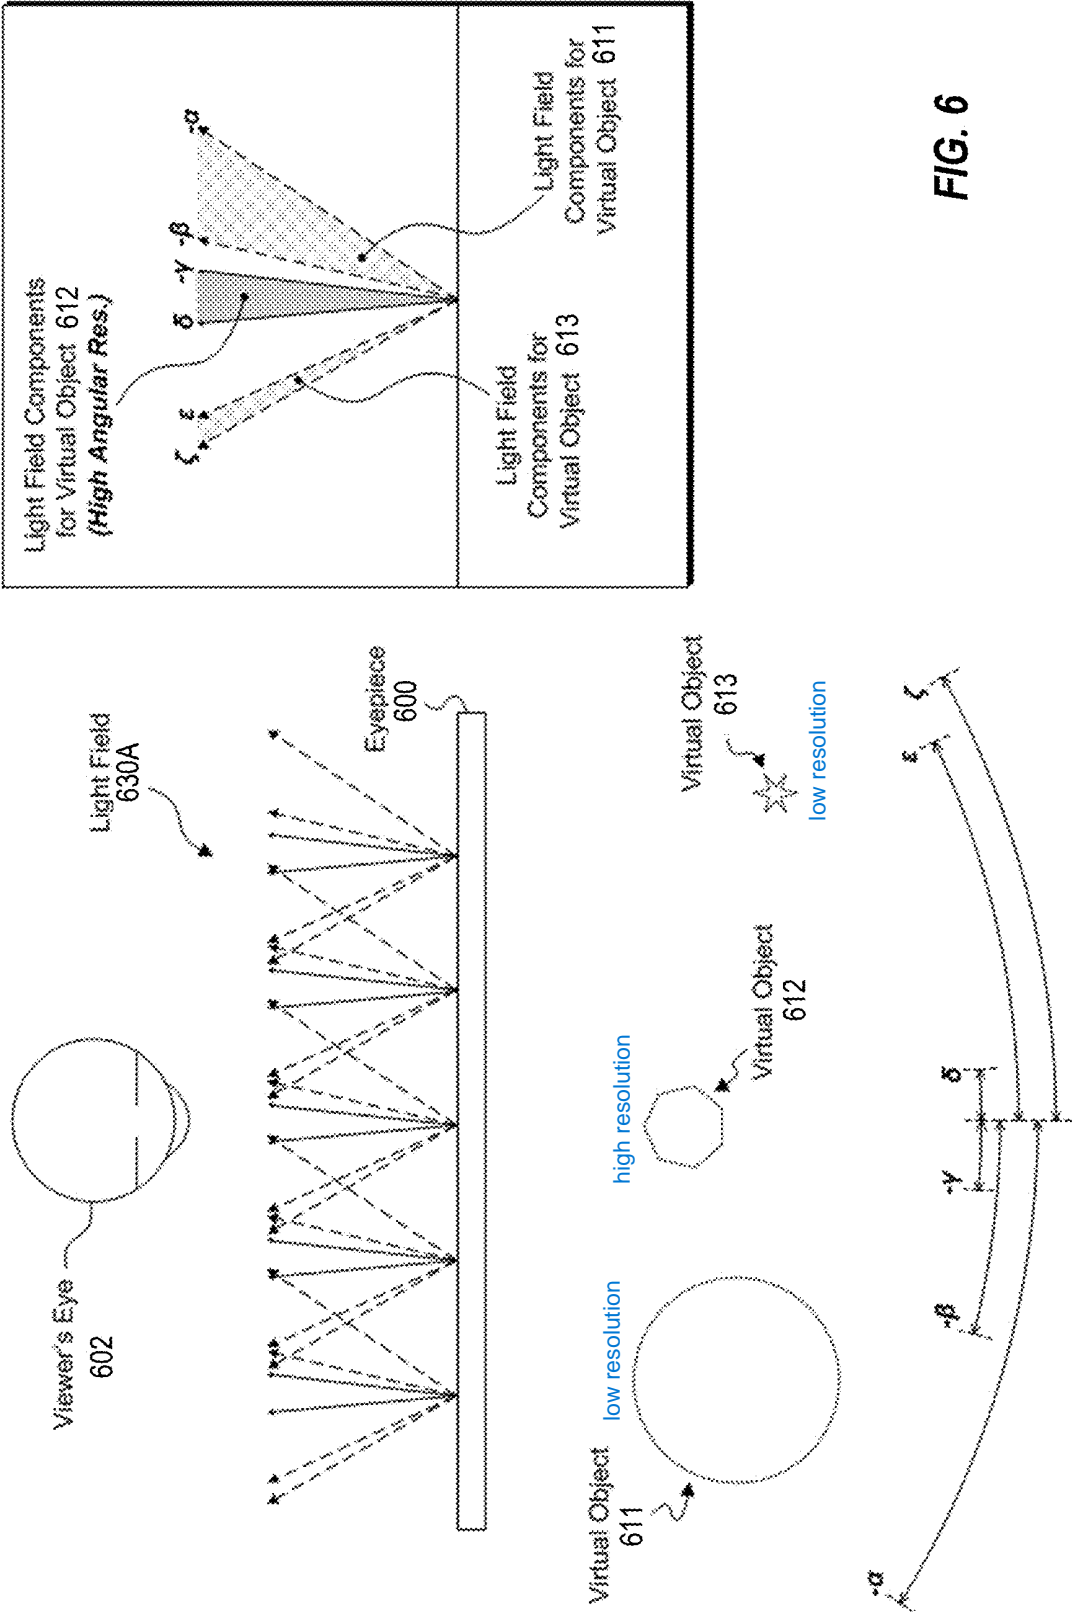 Viewer's Eye
602
Light Field
630A
Eyepiece
600
low resolution
high resolution
low resolution
Virtual Object
611
Virtual Object
612
Virtual Object
613
-α
-β
-γ
δ
ε
ζ
Light Field Components
for Virtual Object 612
(High Angular Res.)
ζ
ε
δ
-γ
-β
-α
Light Field
Components for
Virtual Object 613
Light Field
Components for
Virtual Object 611
FIG. 6